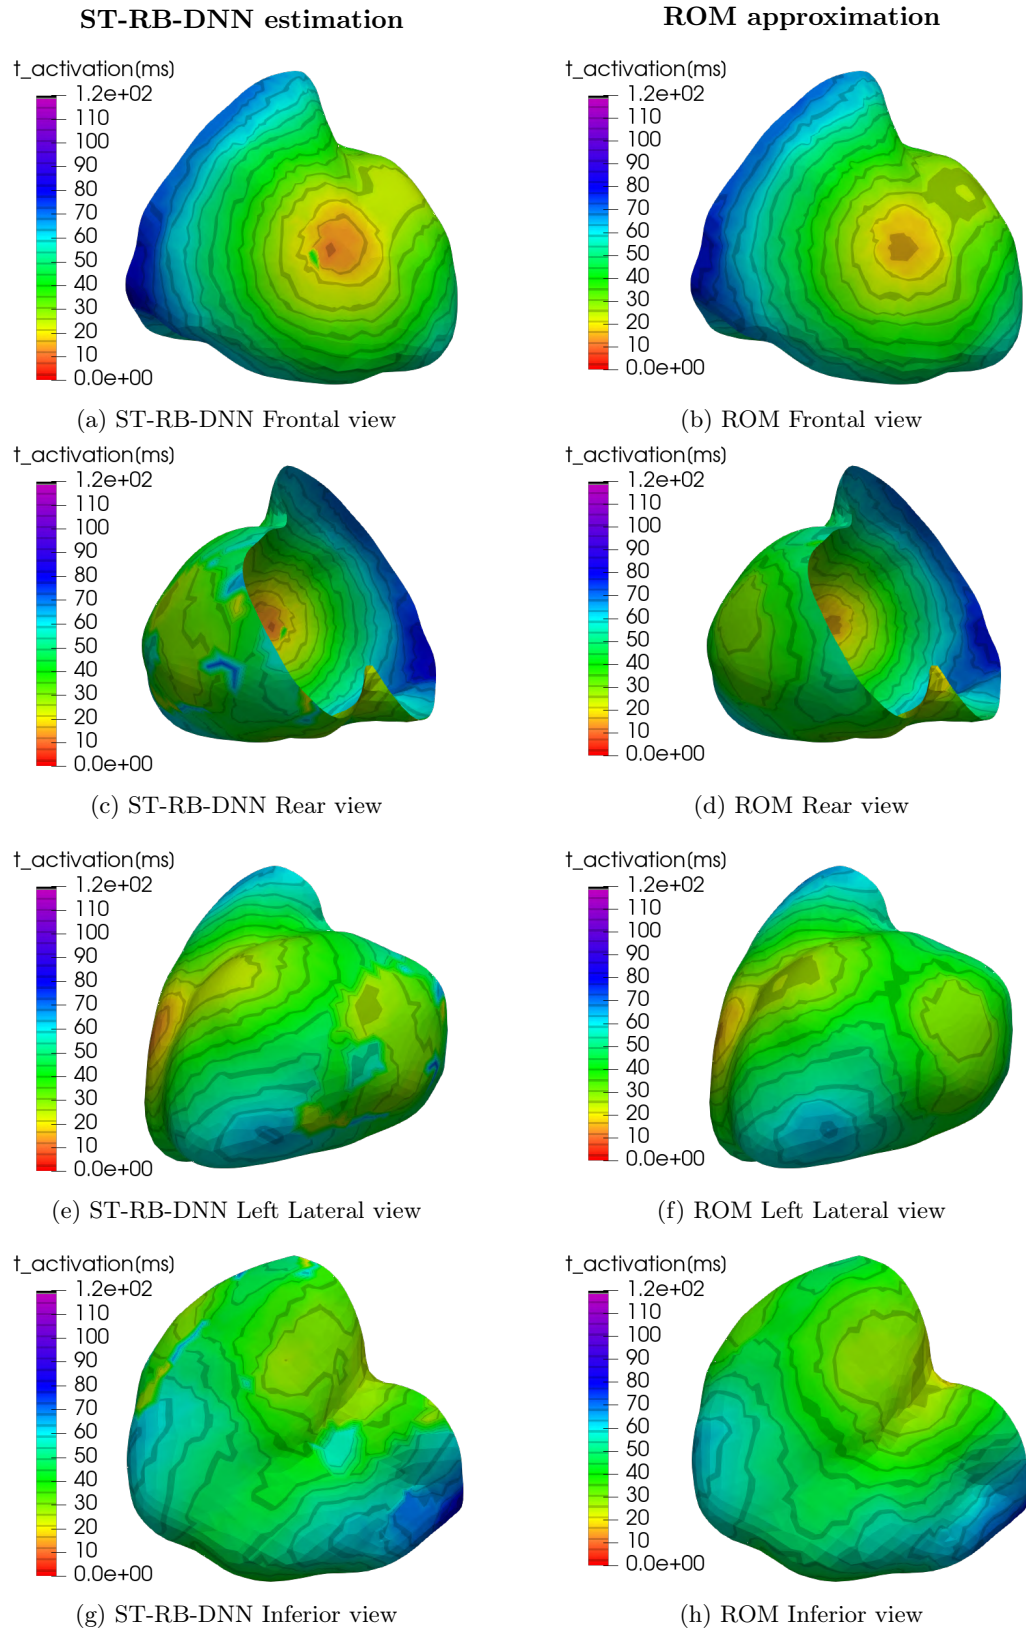 ST-RB-DNN estimation
ROM approximation
t_activation(ms)
1.2e+02
110
100
90
80
70
60
50
40
30
20
10
0.0e+00
(a) ST-RB-DNN Frontal view
t_activation(ms)
1.2e+02
110
100
90
80
70
60
50
40
30
20
10
0.0e+00
(b) ROM Frontal view
t_activation(ms)
1.2e+02
110
100
90
80
70
60
50
40
30
20
10
0.0e+00
(c) ST-RB-DNN Rear view
t_activation(ms)
1.2e+02
110
100
90
80
70
60
50
40
30
20
10
0.0e+00
(d) ROM Rear view
t_activation(ms)
1.2e+02
110
100
90
80
70
60
50
40
30
20
10
0.0e+00
(e) ST-RB-DNN Left Lateral view
t_activation(ms)
1.2e+02
110
100
90
80
70
60
50
40
30
20
10
0.0e+00
(f) ROM Left Lateral view
t_activation(ms)
1.2e+02
110
100
90
80
70
60
50
40
30
20
10
0.0e+00
(g) ST-RB-DNN Inferior view
t_activation(ms)
1.2e+02
110
100
90
80
70
60
50
40
30
20
10
0.0e+00
(h) ROM Inferior view